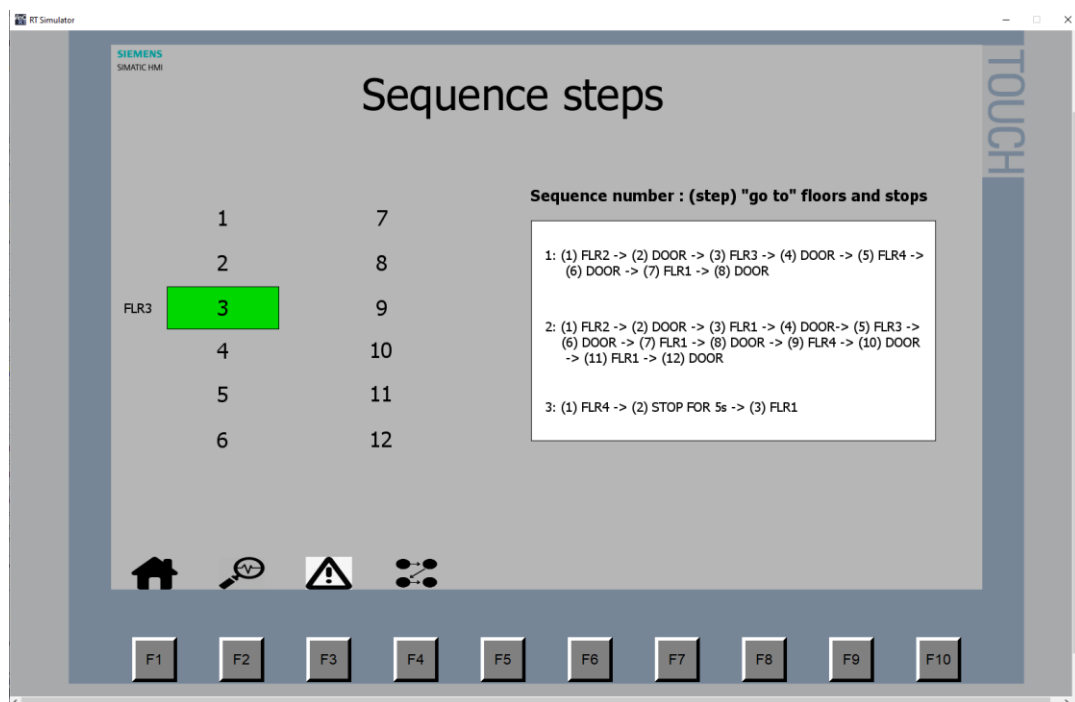 RT Simulator
SIEMENS
SIMATIC HMI
TOUCH
Sequence steps
1
7
2
8
FLR3
3
9
4
10
5
11
6
12
Sequence number : (step) "go to" floors and stops
1: (1) FLR2 -> (2) DOOR -> (3) FLR3 -> (4) DOOR -> (5) FLR4 ->
(6) DOOR -> (7) FLR1 -> (8) DOOR
2: (1) FLR2 -> (2) DOOR -> (3) FLR1 -> (4) DOOR-> (5) FLR3 ->
(6) DOOR -> (7) FLR1 -> (8) DOOR -> (9) FLR4 -> (10) DOOR
-> (11) FLR1 -> (12) DOOR
3: (1) FLR4 -> (2) STOP FOR 5s -> (3) FLR1
F1
F2
F3
F4
F5
F6
F7
F8
F9
F10